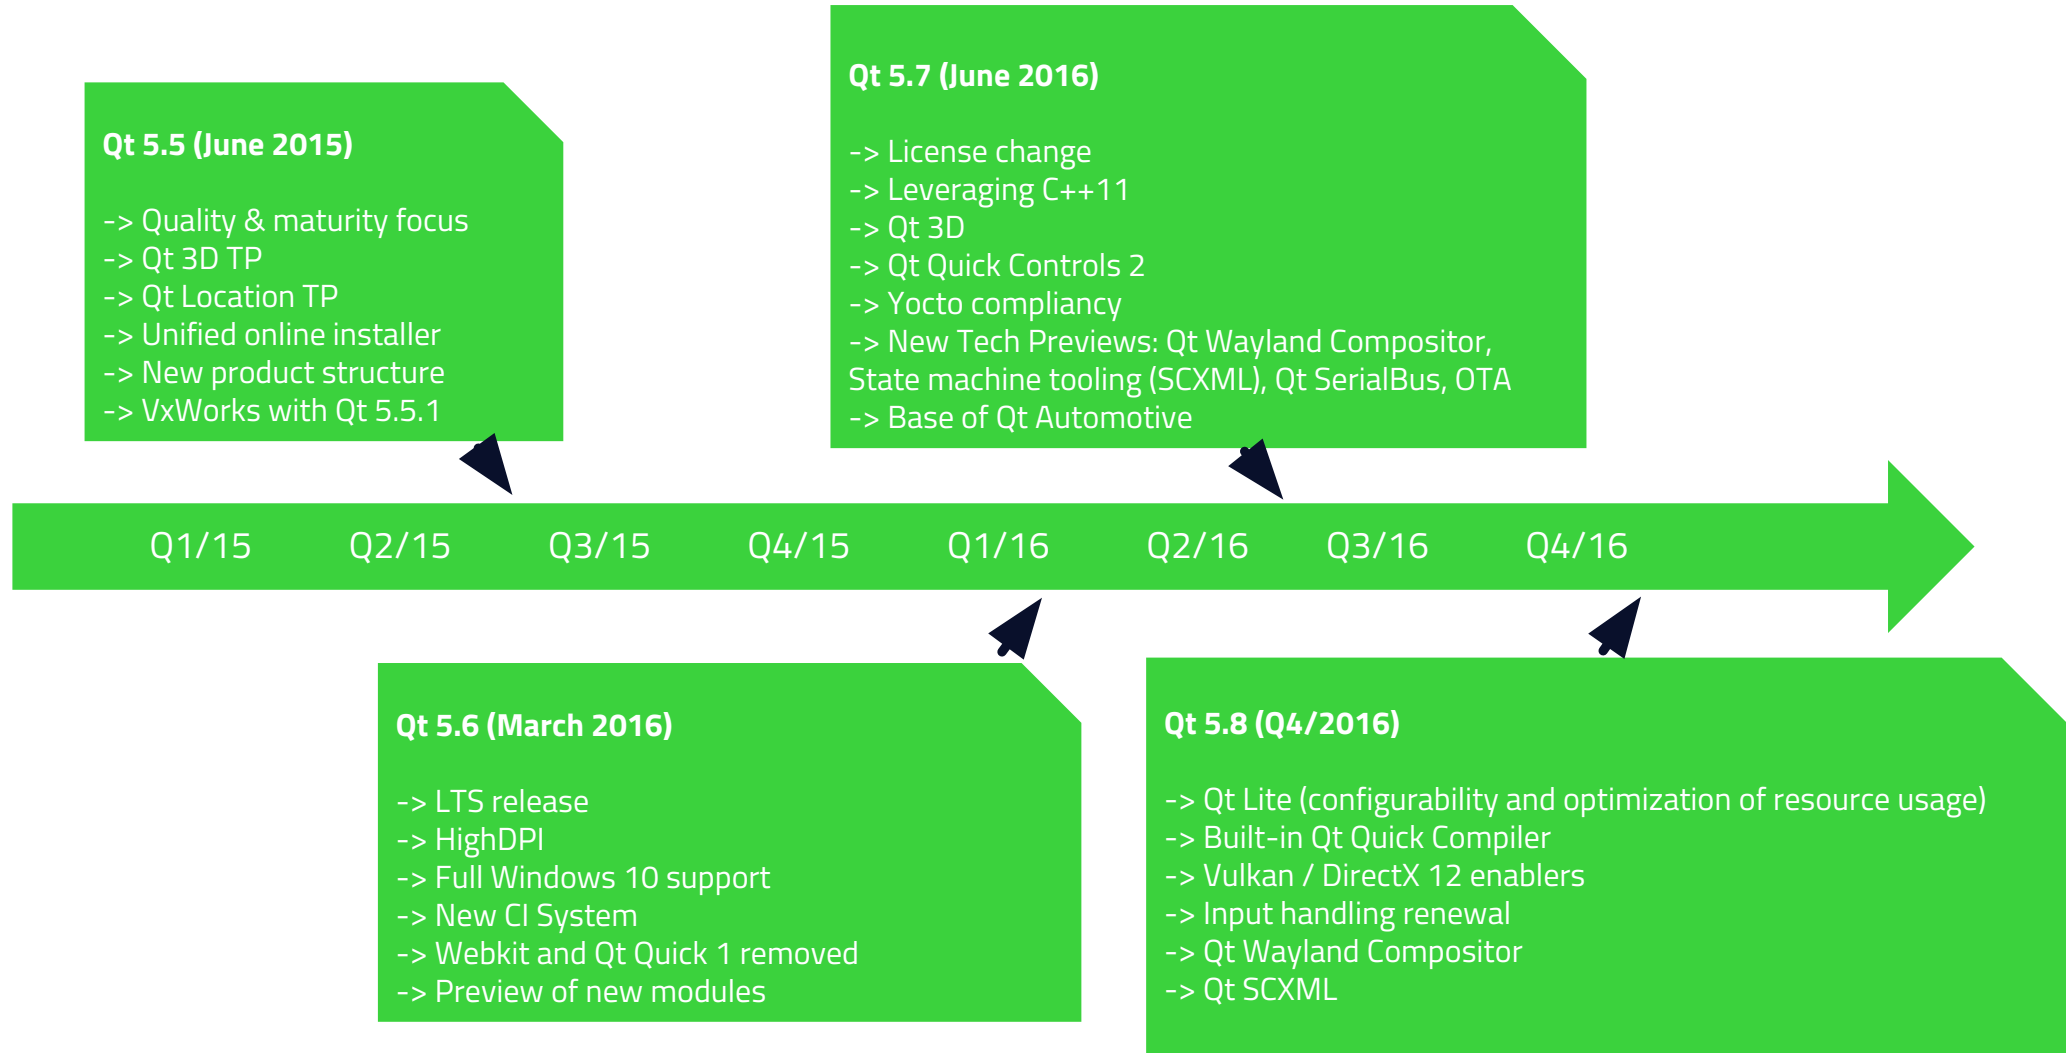 Qt 5.5 (June 2015)
-> Quality & maturity focus
-> Qt 3D TP
-> Qt Location TP
-> Unified online installer
-> New product structure
-> VxWorks with Qt 5.5.1
Qt 5.7 (June 2016)
-> License change
-> Leveraging C++11
-> Qt 3D
-> Qt Quick Controls 2
-> Yocto compliancy
-> New Tech Previews: Qt Wayland Compositor,
State machine tooling (SCXML), Qt SerialBus, OTA
-> Base of Qt Automotive
Q1/15 Q2/15 Q3/15 Q4/15 Q1/16 Q2/16 Q3/16 Q4/16
Qt 5.6 (March 2016)
-> LTS release
-> HighDPI
-> Full Windows 10 support
-> New CI System
-> Webkit and Qt Quick 1 removed
-> Preview of new modules
Qt 5.8 (Q4/2016)
-> Qt Lite (configurability and optimization of resource usage)
-> Built-in Qt Quick Compiler
-> Vulkan / DirectX 12 enablers
-> Input handling renewal
-> Qt Wayland Compositor
-> Qt SCXML